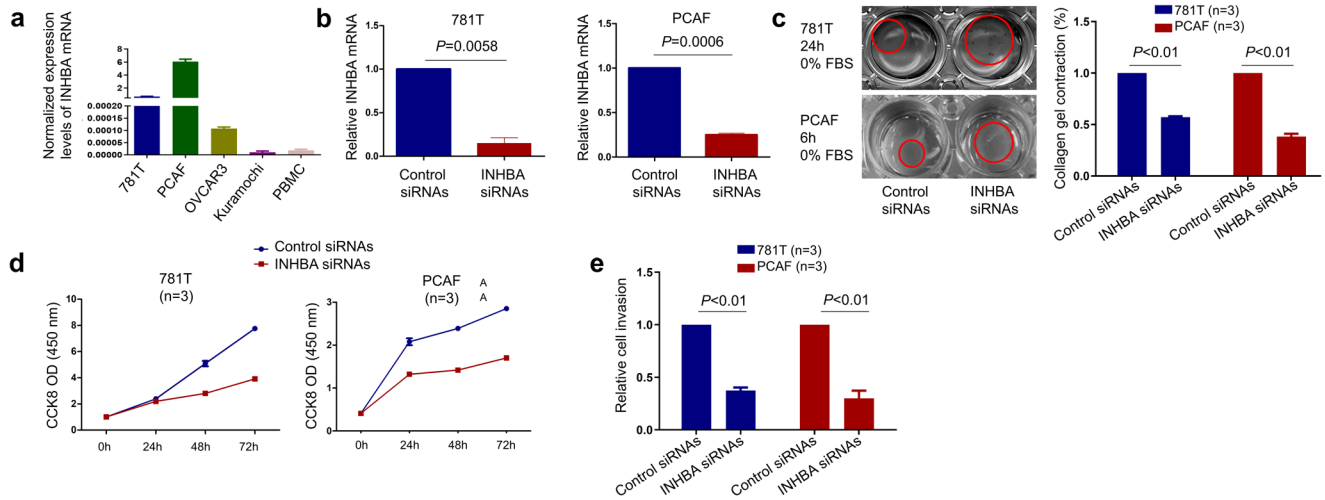 a
Normalized expression
levels of INHBA mRNA
8
6
4
2
0.00020
0.00015
0.00010
0.00005
0.00000
781T
PCAF
OVCAR3
Kuramochi
PBMC
b
781T
P=0.0058
Relative INHBA mRNA
1.5
1.0
0.5
0.0
Control
siRNAs
INHBA
siRNAs
PCAF
P=0.0006
Relative INHBA mRNA
1.5
1.0
0.5
0.0
Control
siRNAs
INHBA
siRNAs
c
781T
24h
0% FBS
PCAF
6h
0% FBS
Control
siRNAs
INHBA
siRNAs
781T (n=3)
PCAF (n=3)
P<0.01
P<0.01
Collagen gel contraction (%)
1.5
1.0
0.5
0.0
Control siRNAs
INHBA siRNAs
Control siRNAs
INHBA siRNAs
d
Control siRNAs
INHBA siRNAs
781T
(n=3)
CCK8 OD (450 nm)
10
8
6
4
2
0
0h
24h
48h
72h
PCAF
(n=3)
A
A
CCK8 OD (450 nm)
3
2
1
0
0h
24h
48h
72h
e
781T (n=3)
PCAF (n=3)
P<0.01
P<0.01
Relative cell invasion
1.5
1.0
0.5
0.0
Control siRNAs
INHBA siRNAs
Control siRNAs
INHBA siRNAs